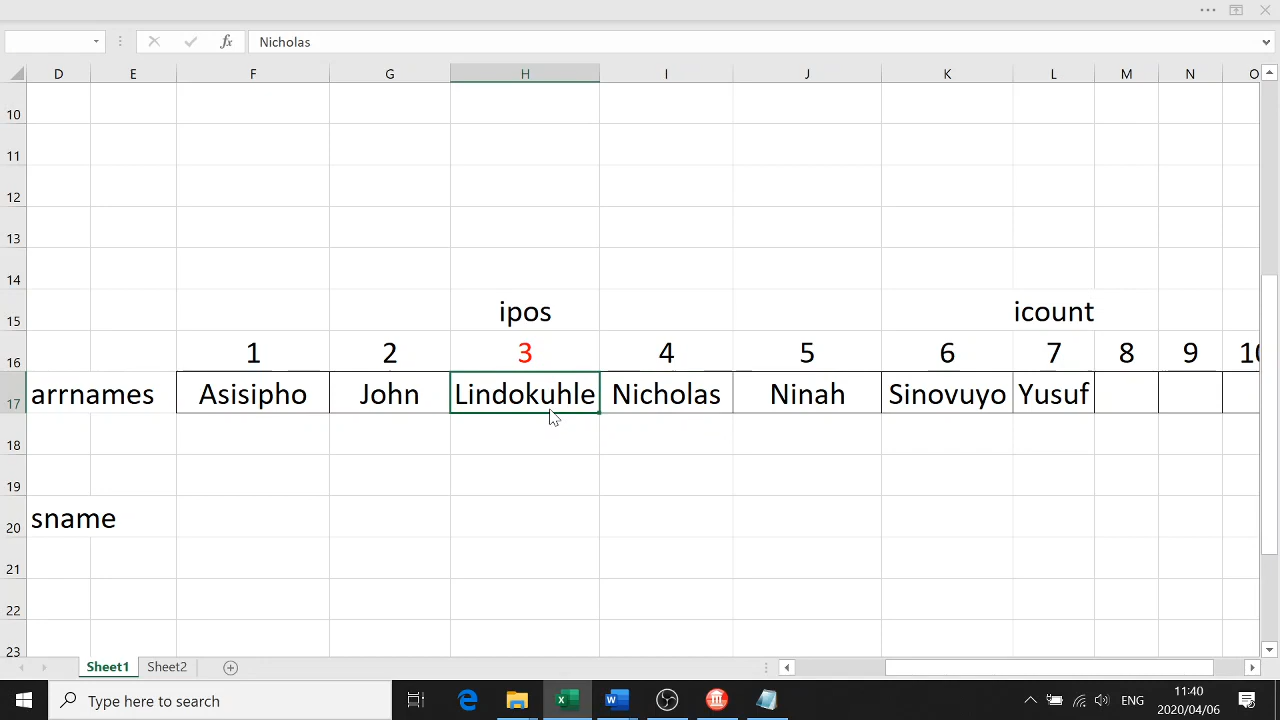 Nicholas
D E F G H I J K L M N O
10
11
12
13
14
15 ipos icount
16 1 2 3 4 5 6 7 8 9 10
17 arrnames Asisipho John Lindokuhle Nicholas Ninah Sinovuyo Yusuf
18
19
20 sname
21
22
23
Sheet1 Sheet2
Type here to search
ENG
11:40
2020/04/06